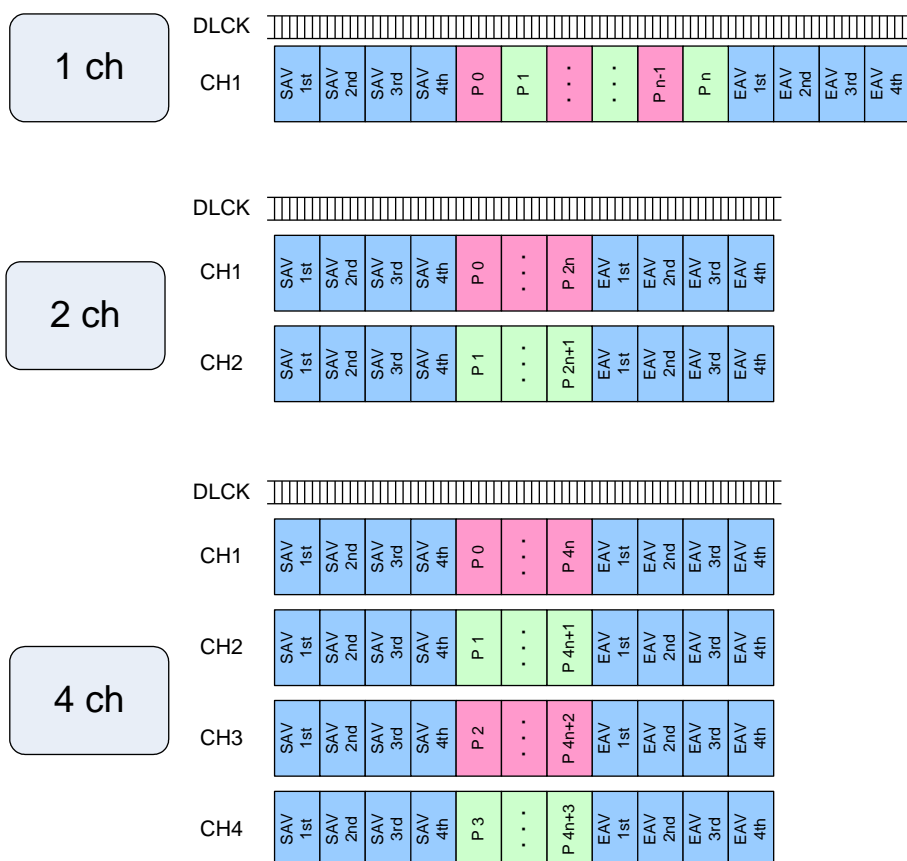 1 ch
DLCK
CH1
SAV 1st
SAV 2nd
SAV 3rd
SAV 4th
P 0
P 1
. . .
. . .
P n-1
P n
EAV 1st
EAV 2nd
EAV 3rd
EAV 4th
2 ch
DLCK
CH1
SAV 1st
SAV 2nd
SAV 3rd
SAV 4th
P 0
. . .
P 2n
EAV 1st
EAV 2nd
EAV 3rd
EAV 4th
CH2
SAV 1st
SAV 2nd
SAV 3rd
SAV 4th
P 1
. . .
P 2n+1
EAV 1st
EAV 2nd
EAV 3rd
EAV 4th
4 ch
DLCK
CH1
SAV 1st
SAV 2nd
SAV 3rd
SAV 4th
P 0
. . .
P 4n
EAV 1st
EAV 2nd
EAV 3rd
EAV 4th
CH2
SAV 1st
SAV 2nd
SAV 3rd
SAV 4th
P 1
. . .
P 4n+1
EAV 1st
EAV 2nd
EAV 3rd
EAV 4th
CH3
SAV 1st
SAV 2nd
SAV 3rd
SAV 4th
P 2
. . .
P 4n+2
EAV 1st
EAV 2nd
EAV 3rd
EAV 4th
CH4
SAV 1st
SAV 2nd
SAV 3rd
SAV 4th
P 3
. . .
P 4n+3
EAV 1st
EAV 2nd
EAV 3rd
EAV 4th